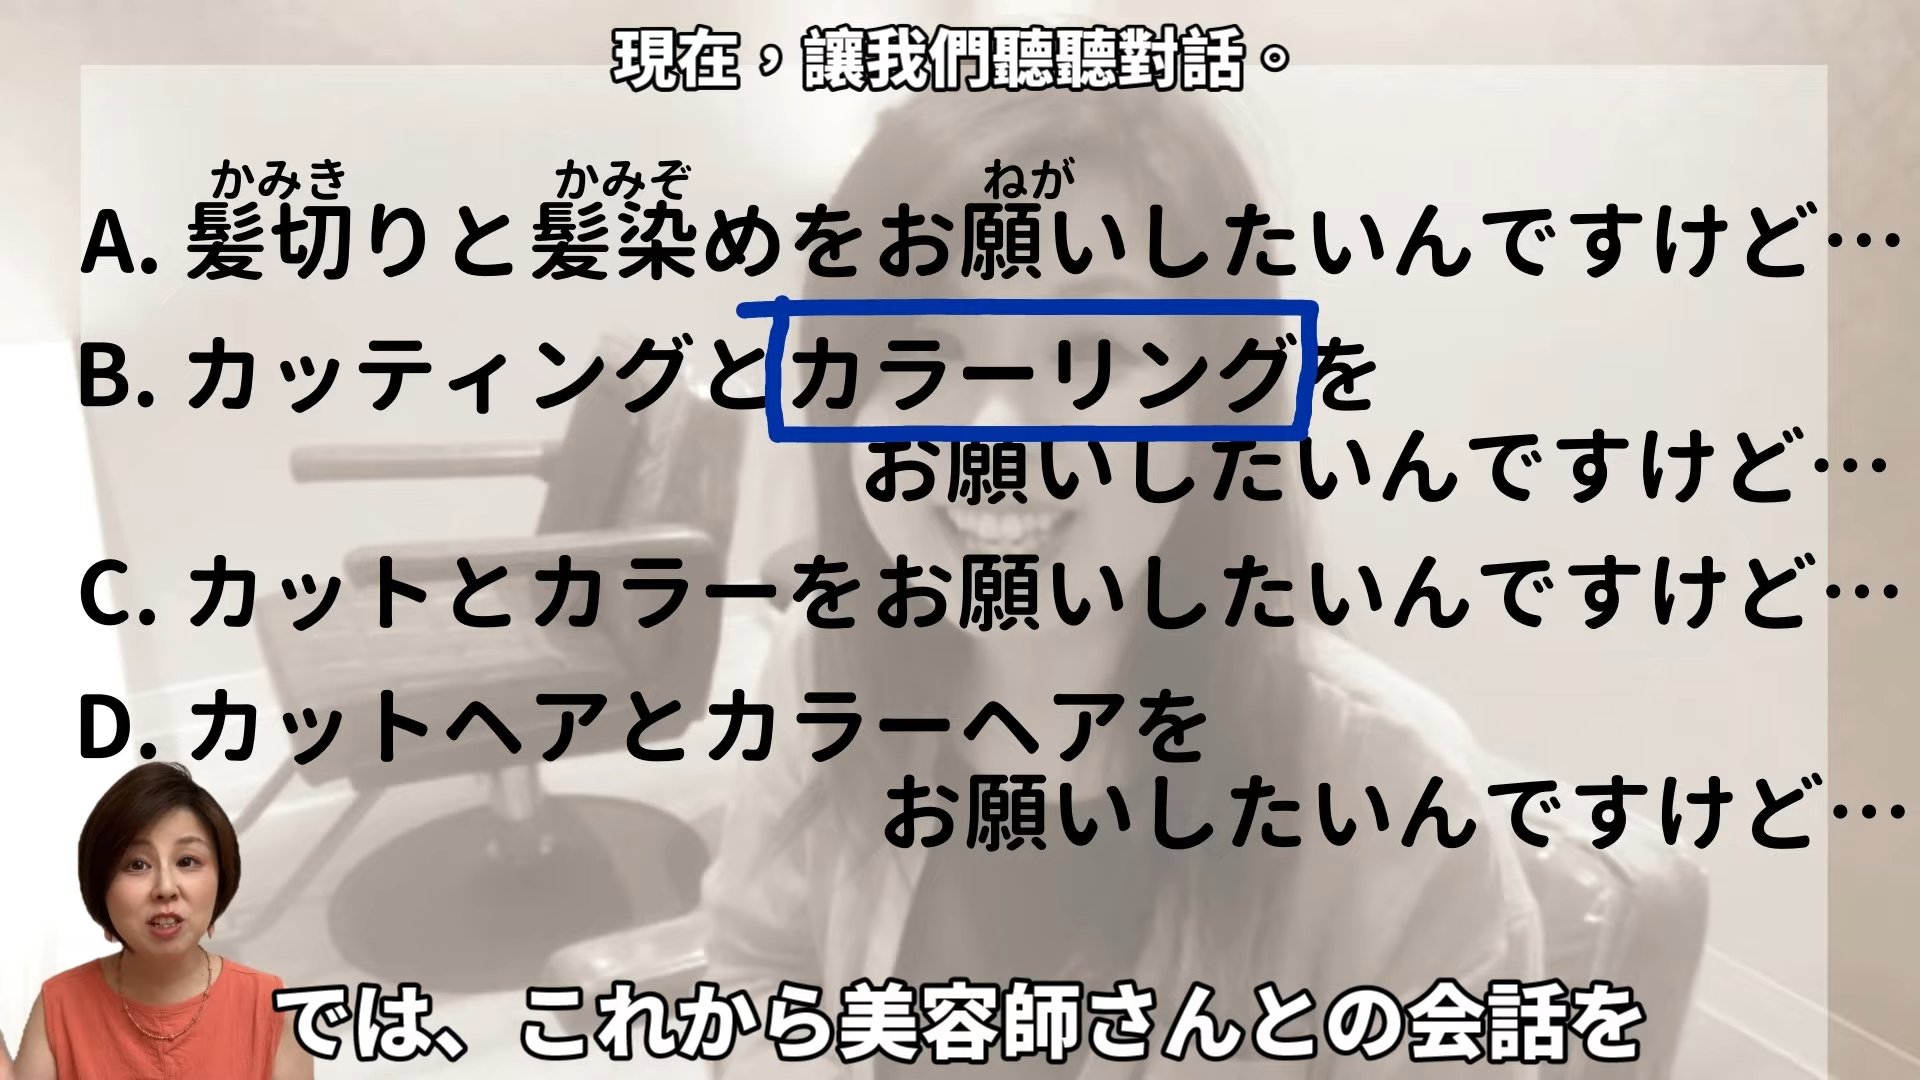 現在，讓我們聽聽對話。
かみき かみぞ ねが
A. 髪切りと髪染めをお願いしたいんですけど…
B. カッティングとカラーリングを
お願いしたいんですけど…
C. カットとカラーをお願いしたいんですけど…
D. カットヘアとカラーヘアを
お願いしたいんですけど…
では、これから美容師さんとの会話を